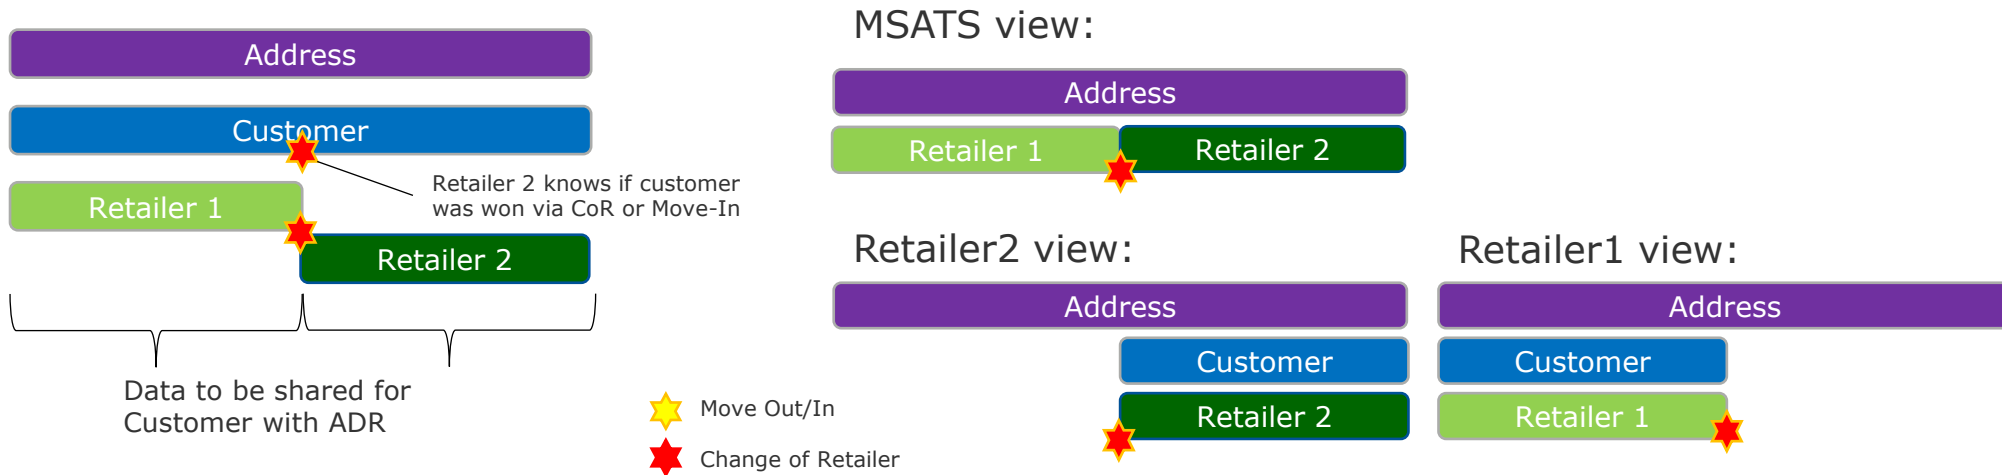 Address
Customer
Retailer 2 knows if customer
was won via CoR or Move-In
Retailer 1
Retailer 2
Data to be shared for
Customer with ADR
Move Out/In
Change of Retailer
MSATS view:
Address
Retailer 1
Retailer 2
Retailer2 view:
Address
Customer
Retailer 2
Retailer1 view:
Address
Customer
Retailer 1